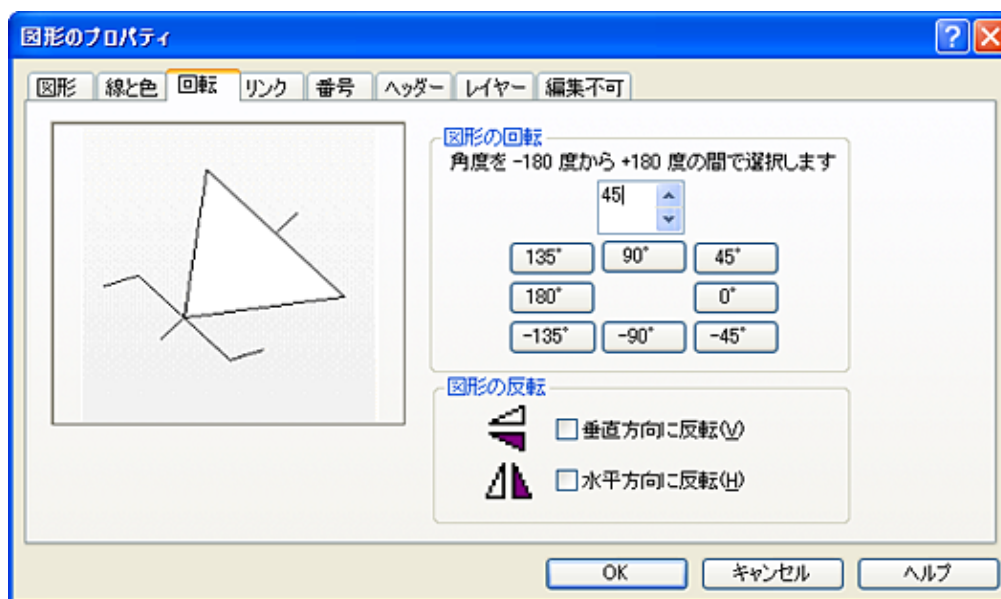 図形のプロパティ
図形 線と色 回転 リンク 番号 ヘッダー レイヤー 編集不可
図形の回転
角度を -180 度から +180 度の間で選択します
45
135° 90° 45°
180° 0°
-135° -90° -45°
図形の反転
垂直方向に反転(V)
水平方向に反転(H)
OK キャンセル ヘルプ